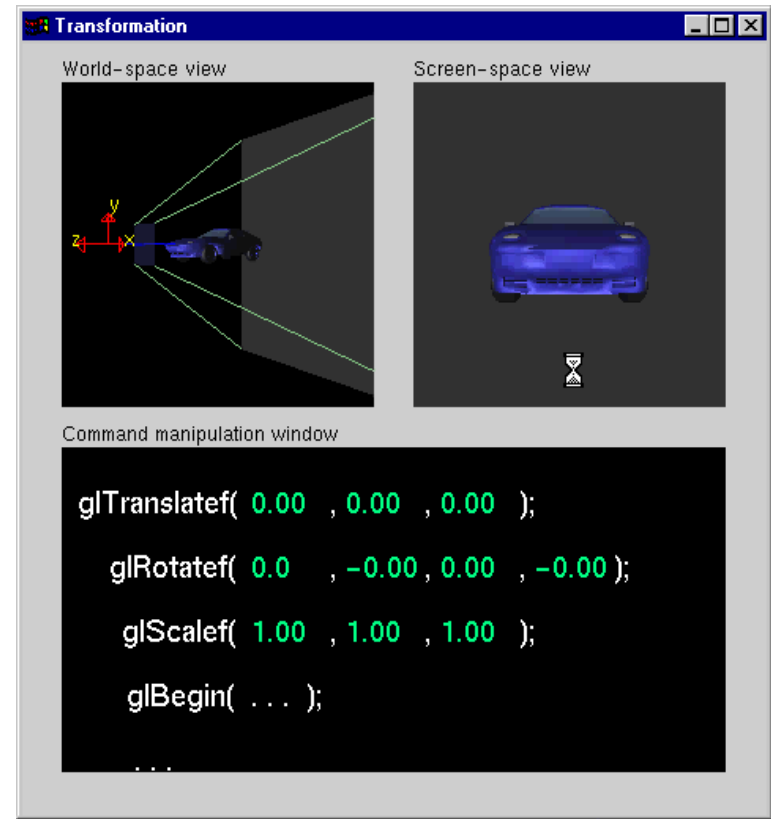 Transformation
World-space view
Screen-space view
y
z
x
Command manipulation window
glTranslatef( 0.00 , 0.00 , 0.00 );
glRotatef( 0.0 , -0.00 , 0.00 , -0.00 );
glScalef( 1.00 , 1.00 , 1.00 );
glBegin( . . . );
. . .